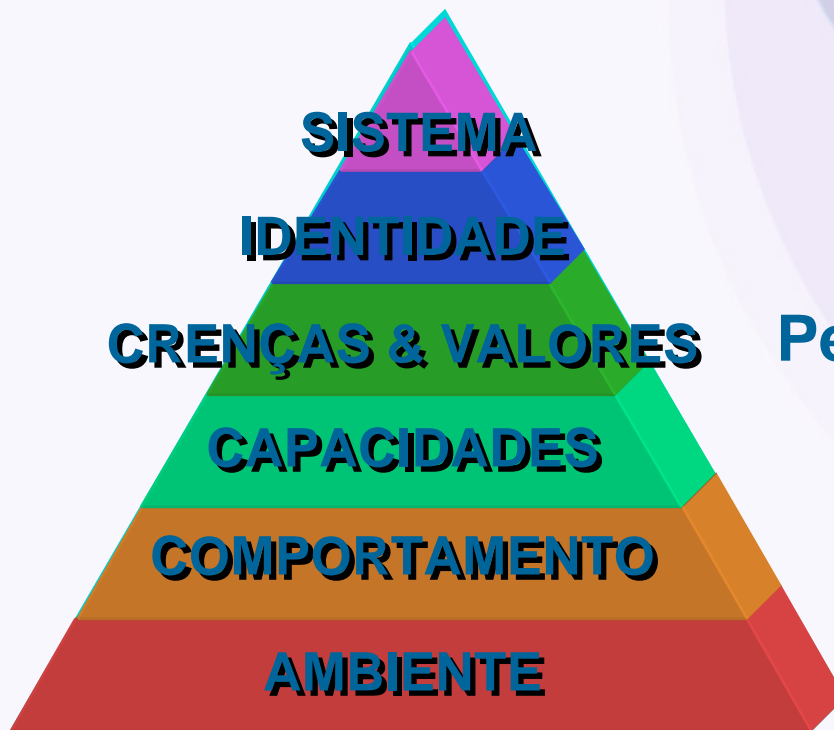 SISTEMA
IDENTIDADE
CRENÇAS & VALORES
CAPACIDADES
COMPORTAMENTO
AMBIENTE